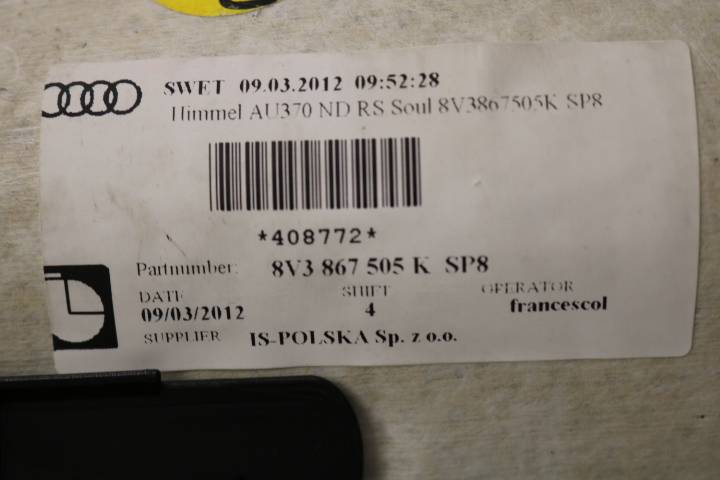 SWET 09.03.2012 09:52:28
Himmel AU370 ND RS Soul 8V3867505K SP8
*408772*
Partnumber: 8V3 867 505 K SP8
DATE SHIFT OPERATOR
09/03/2012 4 francescol
SUPPLIER IS-POLSKA Sp. z o.o.